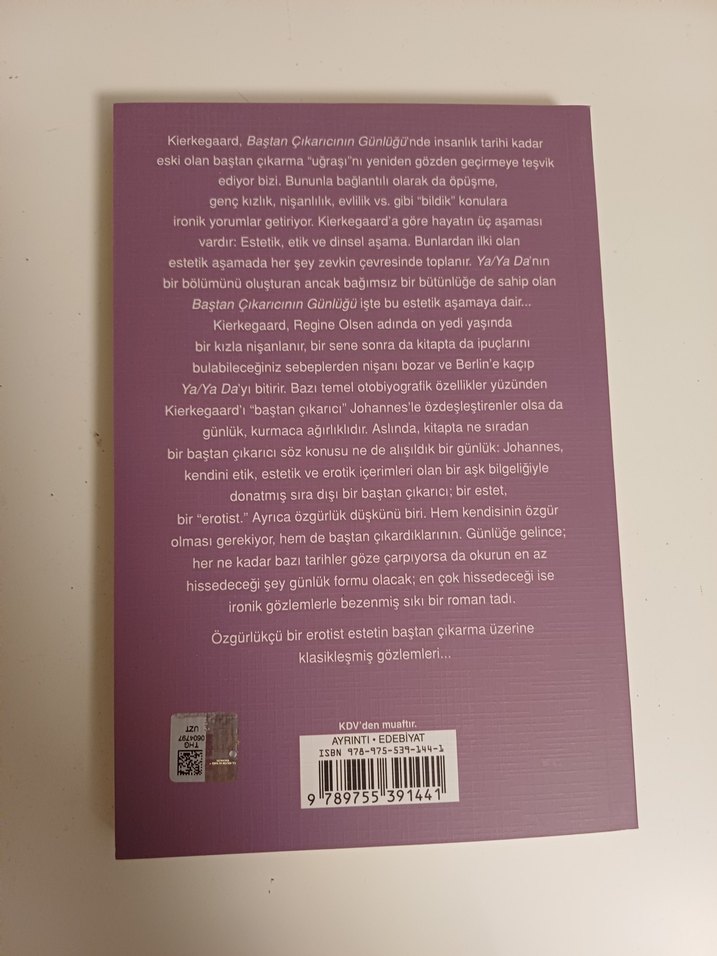 Kierkegaard, Baştan Çıkarıcının Günlüğü'nde insanlık tarihi kadar
eski olan baştan çıkarma “uğraşı”nı yeniden gözden geçirmeye teşvik
ediyor bizi. Bununla bağlantılı olarak da öpüşme,
genç kızlık, nişanlılık, evlilik vs. gibi “bildik” konulara
ironik yorumlar getiriyor. Kierkegaard'a göre hayatın üç aşaması
vardır: Estetik, etik ve dinsel aşama. Bunlardan ilki olan
estetik aşamada her şey zevkin çevresinde toplanır. Ya/Ya Da'nın
bir bölümünü oluşturan ancak bağımsız bir bütünlüğe de sahip olan
Baştan Çıkarıcının Günlüğü işte bu estetik aşamaya dair...
Kierkegaard, Regine Olsen adında on yedi yaşında
bir kızla nişanlanır, bir sene sonra da kitapta da ipuçlarını
bulabileceğiniz sebeplerden nişanı bozar ve Berlin'e kaçıp
Ya/Ya Da'yı bitirir. Bazı temel otobiyografik özellikler yüzünden
Kierkegaard'ı “baştan çıkarıcı” Johannes'le özdeşleştirenler olsa da
günlük, kurmaca ağırlıklıdır. Aslında, kitapta ne sıradan
bir baştan çıkarıcı söz konusu ne de alışıldık bir günlük: Johannes,
kendini etik, estetik ve erotik içerimleri olan bir aşk bilgeliğiyle
donatmış sıra dışı bir baştan çıkarıcı; bir estet,
bir “erotist.” Ayrıca özgürlük düşkünü biri. Hem kendisinin özgür
olması gerekiyor, hem de baştan çıkardıklarının. Günlüğe gelince;
her ne kadar bazı tarihler göze çarpıyorsa da okurun en az
hissedeceği şey günlük formu olacak; en çok hissedeceği ise
ironik gözlemlerle bezenmiş sıkı bir roman tadı.
Özgürlükçü bir erotist estetin baştan çıkarma üzerine
klasikleşmiş gözlemleri...
THG
0604797
UZT
KDV'den muaftır.
AYRINTI • EDEBİYAT
ISBN 978-975-539-144-1
9 789755 391441